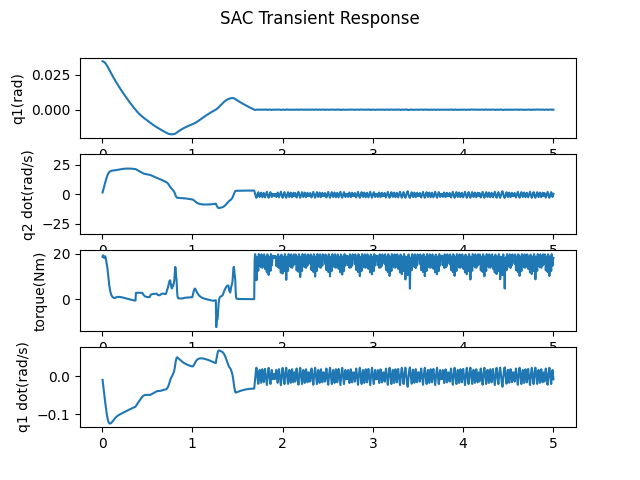 SAC Transient Response
0.025
0.000
q1(rad)
0 1 2 3 4 5
25
0
−25
q2 dot(rad/s)
0 1 2 3 4 5
20
0
torque(Nm)
0 1 2 3 4 5
0.0
−0.1
q1 dot(rad/s)
0 1 2 3 4 5